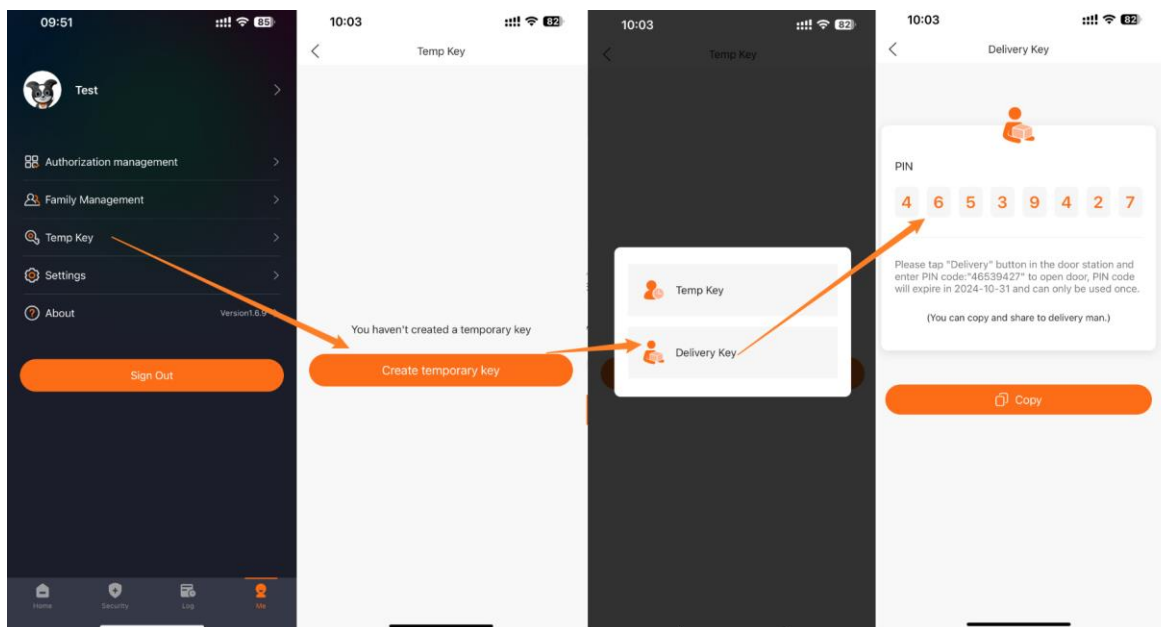 09:51
85
Test
Authorization management
Family Management
Temp Key
Settings
About
Version1.6.9
Sign Out
Home
Security
Log
Me
10:03
82
Temp Key
You haven't created a temporary key
Create temporary key
10:03
82
Temp Key
Temp Key
Delivery Key
10:03
82
Delivery Key
PIN
4 6 5 3 9 4 2 7
Please tap "Delivery" button in the door station and
enter PIN code:"46539427" to open door, PIN code
will expire in 2024-10-31 and can only be used once.
(You can copy and share to delivery man.)
Copy